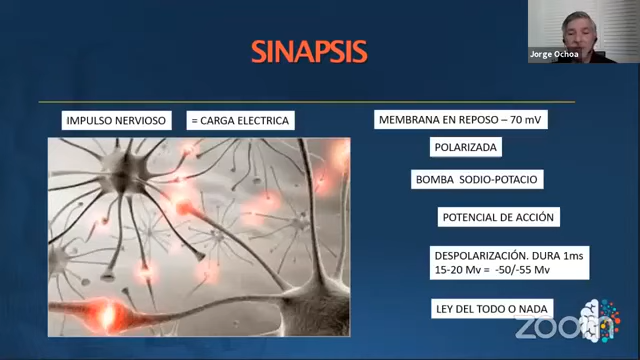 Jorge Ochoa
SINAPSIS
IMPULSO NERVIOSO
= CARGA ELECTRICA
MEMBRANA EN REPOSO – 70 mV
POLARIZADA
BOMBA SODIO-POTACIO
POTENCIAL DE ACCIÓN
DESPOLARIZACIÓN. DURA 1ms
15-20 Mv = -50/-55 Mv
LEY DEL TODO O NADA
zoom